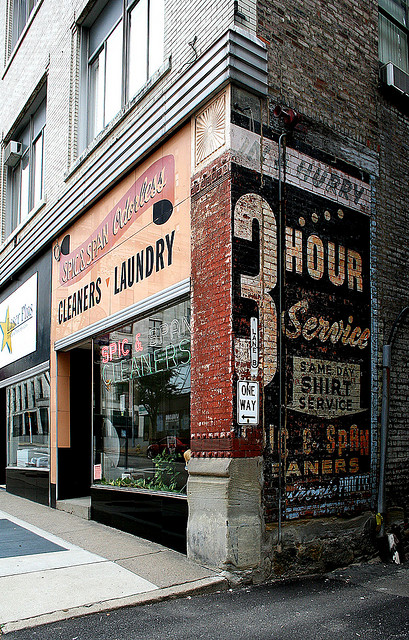 SPIC & SPAN Odorless
CLEANERS LAUNDRY
SPIC & SPAN
CLEANERS
HURRY
3 HOUR
Service
SAME DAY
SHIRT
SERVICE
& SPAN
ANERS
ONE
WAY